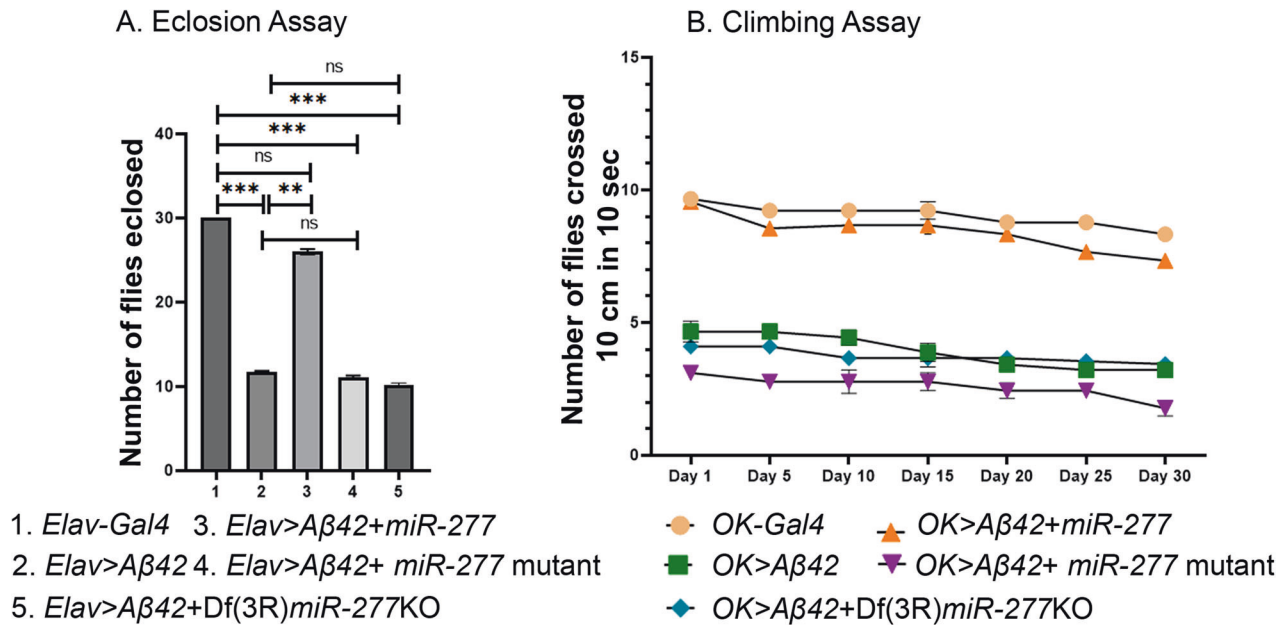 A. Eclosion Assay
ns
***
***
ns
*** **
ns
Number of flies eclosed
40
30
20
10
0
1 2 3 4 5
1. Elav-Gal4 3. Elav>Aβ42+miR-277
2. Elav>Aβ42 4. Elav>Aβ42+ miR-277 mutant
5. Elav>Aβ42+Df(3R)miR-277KO
B. Climbing Assay
Number of flies crossed
10 cm in 10 sec
15
10
5
0
Day 1 Day 5 Day 10 Day 15 Day 20 Day 25 Day 30
OK-Gal4 OK>Aβ42+miR-277
OK>Aβ42 OK>Aβ42+ miR-277 mutant
OK>Aβ42+Df(3R)miR-277KO